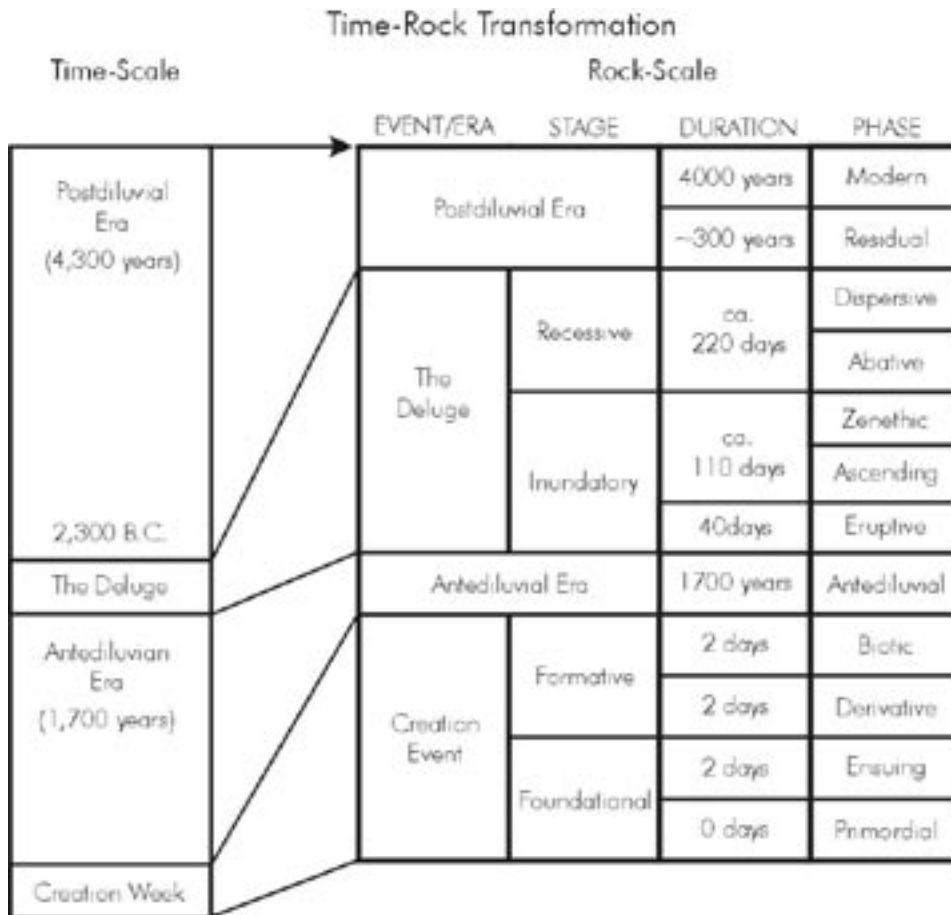 Time-Rock Transformation
Time-Scale
Rock-Scale
EVENT/ERA
STAGE
DURATION
PHASE
Postdiluvial
Era
(4,300 years)
2,300 B.C.
The Deluge
Antediluvian
Era
(1,700 years)
Creation Week
Postdiluvial Era
4000 years
Modern
~300 years
Residual
The
Deluge
Recessive
ca.
220 days
Dispersive
Abative
Inundatory
ca.
110 days
Zenethic
Ascending
40days
Eruptive
Antediluvial Era
1700 years
Antediluvial
Creation
Event
Formative
2 days
Biotic
2 days
Derivative
Foundational
2 days
Ensuing
0 days
Primordial